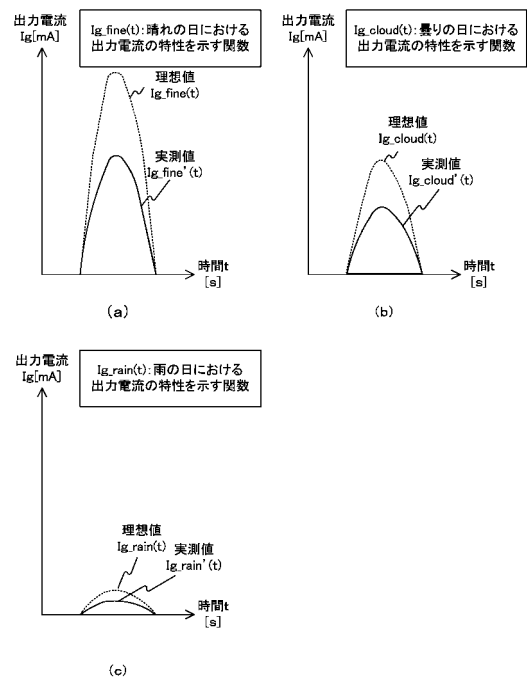 出力電流
Ig[mA]
Ig_fine(t):晴れの日における
出力電流の特性を示す関数
理想値
Ig_fine(t)
実測値
Ig_fine'(t)
時間t
[s]
(a)
出力電流
Ig[mA]
Ig_cloud(t):曇りの日における
出力電流の特性を示す関数
理想値
Ig_cloud(t)
実測値
Ig_cloud'(t)
時間t
[s]
(b)
出力電流
Ig[mA]
Ig_rain(t):雨の日における
出力電流の特性を示す関数
理想値
Ig_rain(t)
実測値
Ig_rain'(t)
時間t
[s]
(c)